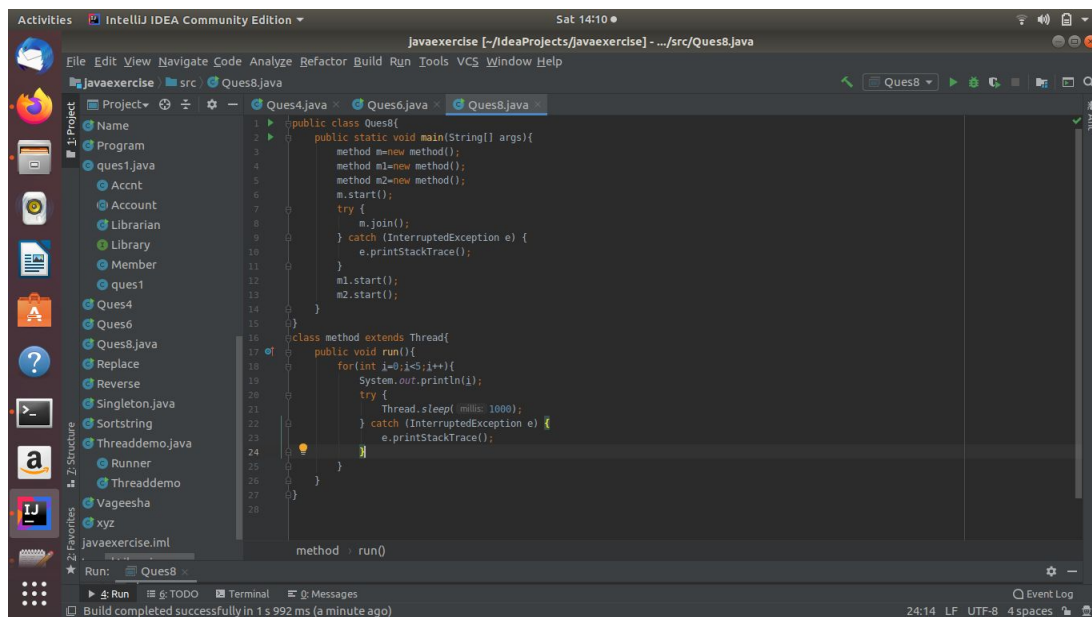 Activities IntelliJ IDEA Community Edition Sat 14:10
javaexercise [~/IdeaProjects/javaexercise] - .../src/Ques8.java
File Edit View Navigate Code Analyze Refactor Build Run Tools VCS Window Help
javaexercise src Ques8.java Ques8
1: Project Project Ques4.java Ques6.java Ques8.java
Name
Program
ques1.java
Accnt
Account
Librarian
Library
Member
ques1
Ques4
Ques6
Ques8.java
Replace
Reverse
Singleton.java
Sortstring
Threaddemo.java
Runner
Threaddemo
Vageesha
xyz
javaexercise.iml
Z: Structure
2: Favorites
1 public class Ques8{
2 public static void main(String[] args){
3 method m=new method();
4 method m1=new method();
5 method m2=new method();
6 m.start();
7 try {
8 m.join();
9 } catch (InterruptedException e) {
10 e.printStackTrace();
11 }
12 m1.start();
13 m2.start();
14 }
15 }
16 class method extends Thread{
17 public void run(){
18 for(int i=0;i<5;i++){
19 System.out.println(i);
20 try {
21 Thread.sleep( millis: 1000);
22 } catch (InterruptedException e) {
23 e.printStackTrace();
24 }
25 }
26 }
27 }
28
method run()
Run: Ques8
4: Run 6: TODO Terminal 0: Messages Event Log
Build completed successfully in 1 s 992 ms (a minute ago) 24:14 LF UTF-8 4 spaces